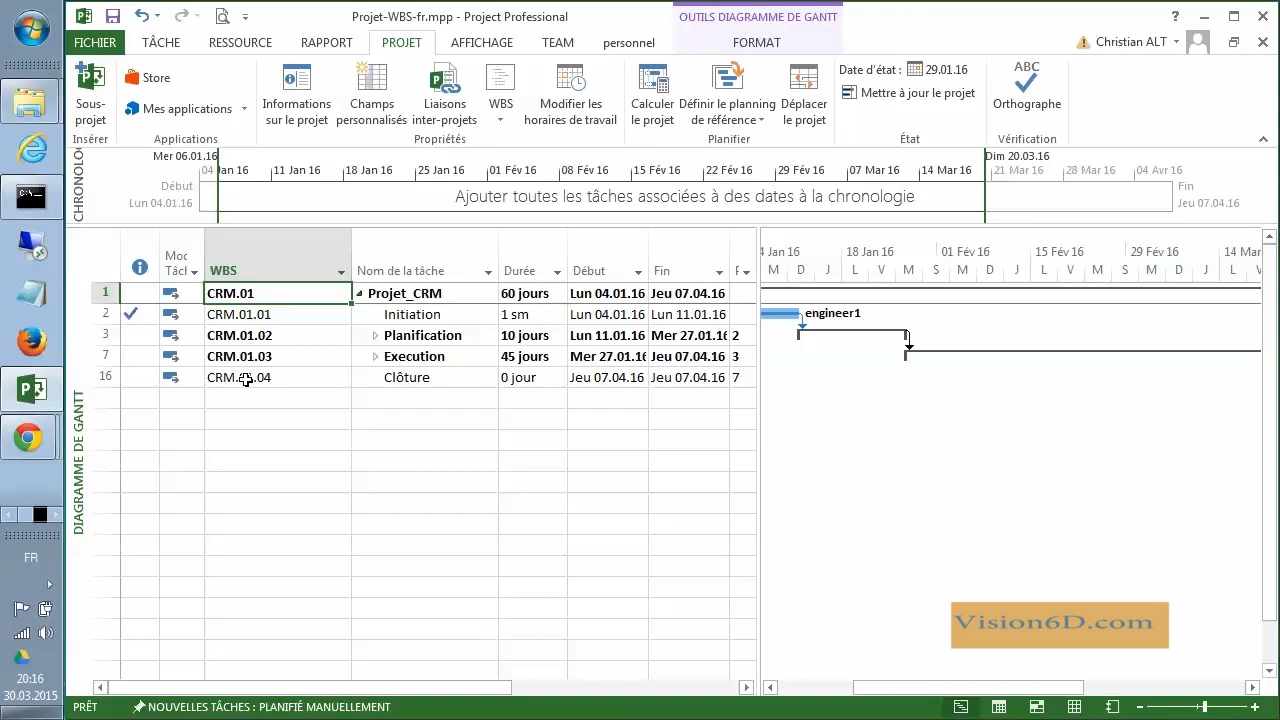 Projet-WBS-fr.mpp - Project Professional
OUTILS DIAGRAMME DE GANTT
FICHIER TÂCHE RESSOURCE RAPPORT PROJET AFFICHAGE TEAM personnel FORMAT Christian ALT
Sous-projet
Store
Mes applications
Informations sur le projet
Champs personnalisés
Liaisons inter-projets
WBS
Modifier les horaires de travail
Calculer le projet
Définir le planning de référence
Déplacer le projet
Date d'état : 29.01.16
Mettre à jour le projet
ABC
Orthographe
Insérer Applications Propriétés Planifier État Vérification
CHRONOLO
Mer 06.01.16 Dim 20.03.16
04 Jan 16 11 Jan 16 18 Jan 16 25 Jan 16 01 Fév 16 08 Fév 16 15 Fév 16 22 Fév 16 29 Fév 16 07 Mar 16 14 Mar 16 21 Mar 16 28 Mar 16 04 Avr 16
Début
Lun 04.01.16
Ajouter toutes les tâches associées à des dates à la chronologie
Fin
Jeu 07.04.16
DIAGRAMME DE GANTT
Moc Tâch WBS Nom de la tâche Durée Début Fin
4 Jan 16 18 Jan 16 01 Fév 16 15 Fév 16 29 Fév 16 14 Mar
M D J V M S D J L M V S D J L V
1 CRM.01 Projet_CRM 60 jours Lun 04.01.16 Jeu 07.04.16
2 CRM.01.01 Initiation 1 sm Lun 04.01.16 Lun 11.01.16
3 CRM.01.02 Planification 10 jours Lun 11.01.16 Mer 27.01.16 2
7 CRM.01.03 Execution 45 jours Mer 27.01.16 Jeu 07.04.16 3
16 CRM.01.04 Clôture 0 jour Jeu 07.04.16 Jeu 07.04.16 7
engineer1
Vision6D.com
FR
20:16
30.03.2015
PRÊT NOUVELLES TÂCHES : PLANIFIÉ MANUELLEMENT